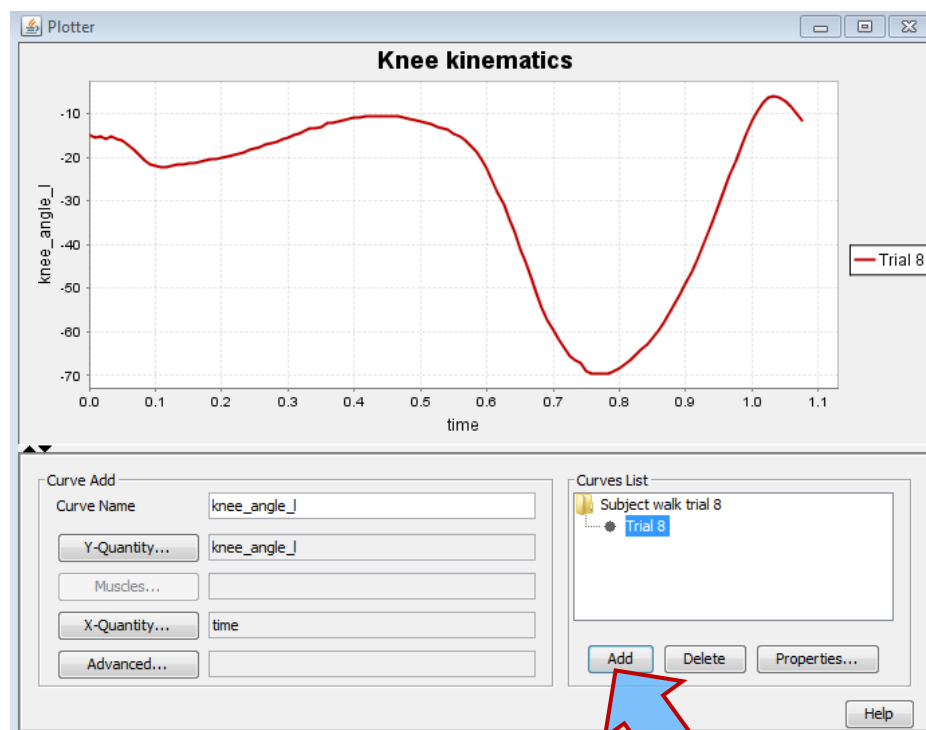 Plotter
Knee kinematics
-10
-20
-30
-40
-50
-60
-70
knee_angle_l
0.0 0.1 0.2 0.3 0.4 0.5 0.6 0.7 0.8 0.9 1.0 1.1
time
Trial 8
Curve Add
Curve Name knee_angle_l
Y-Quantity... knee_angle_l
Muscles...
X-Quantity... time
Advanced...
Curves List
Subject walk trial 8
Trial 8
Add Delete Properties...
Help